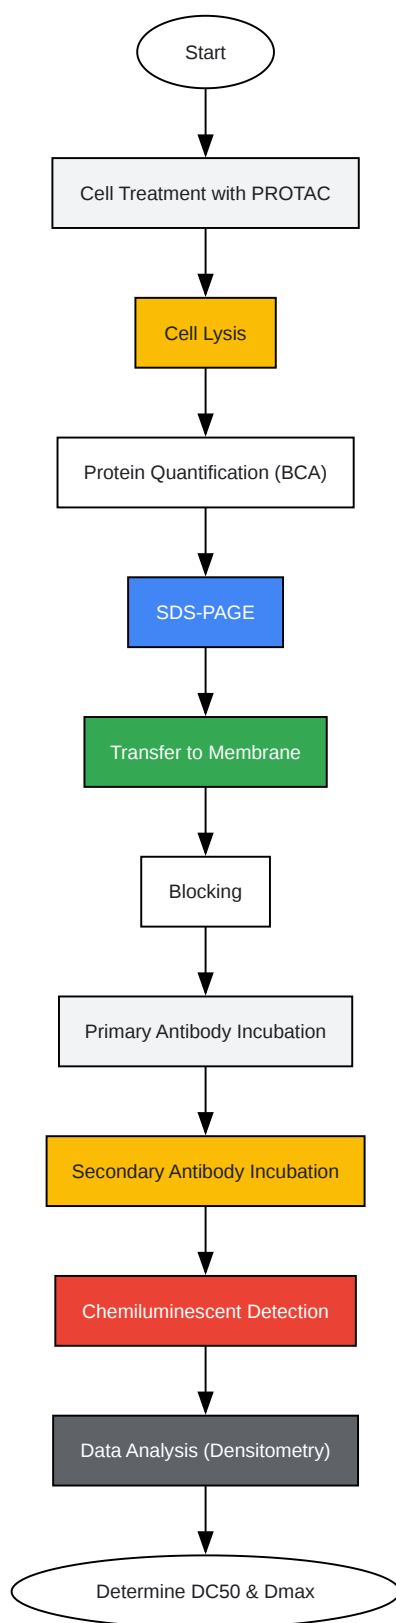 Start
Cell Treatment with PROTAC
Cell Lysis
Protein Quantification (BCA)
SDS-PAGE
Transfer to Membrane
Blocking
Primary Antibody Incubation
Secondary Antibody Incubation
Chemiluminescent Detection
Data Analysis (Densitometry)
Determine DC50 & Dmax